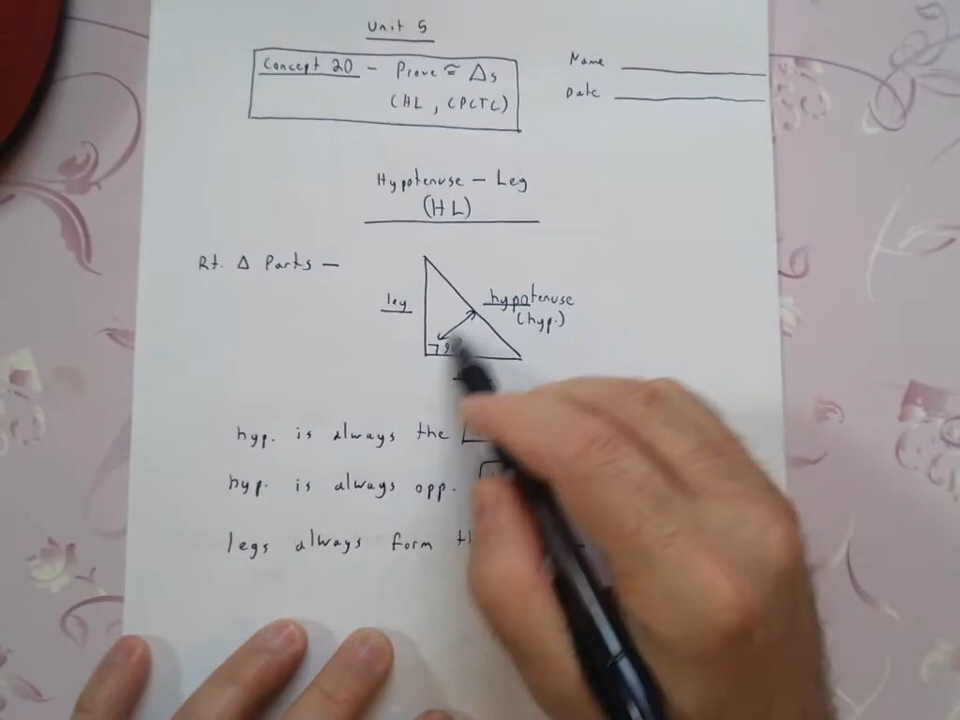 Unit 5
Concept 20 - Prove ≅ Δs
(HL, CPCTC)
Name
Date
Hypotenuse - Leg
(HL)
Rt. Δ Parts -
leg
hypotenuse
(hyp.)
hyp. is always the
hyp. is always opp.
legs always form